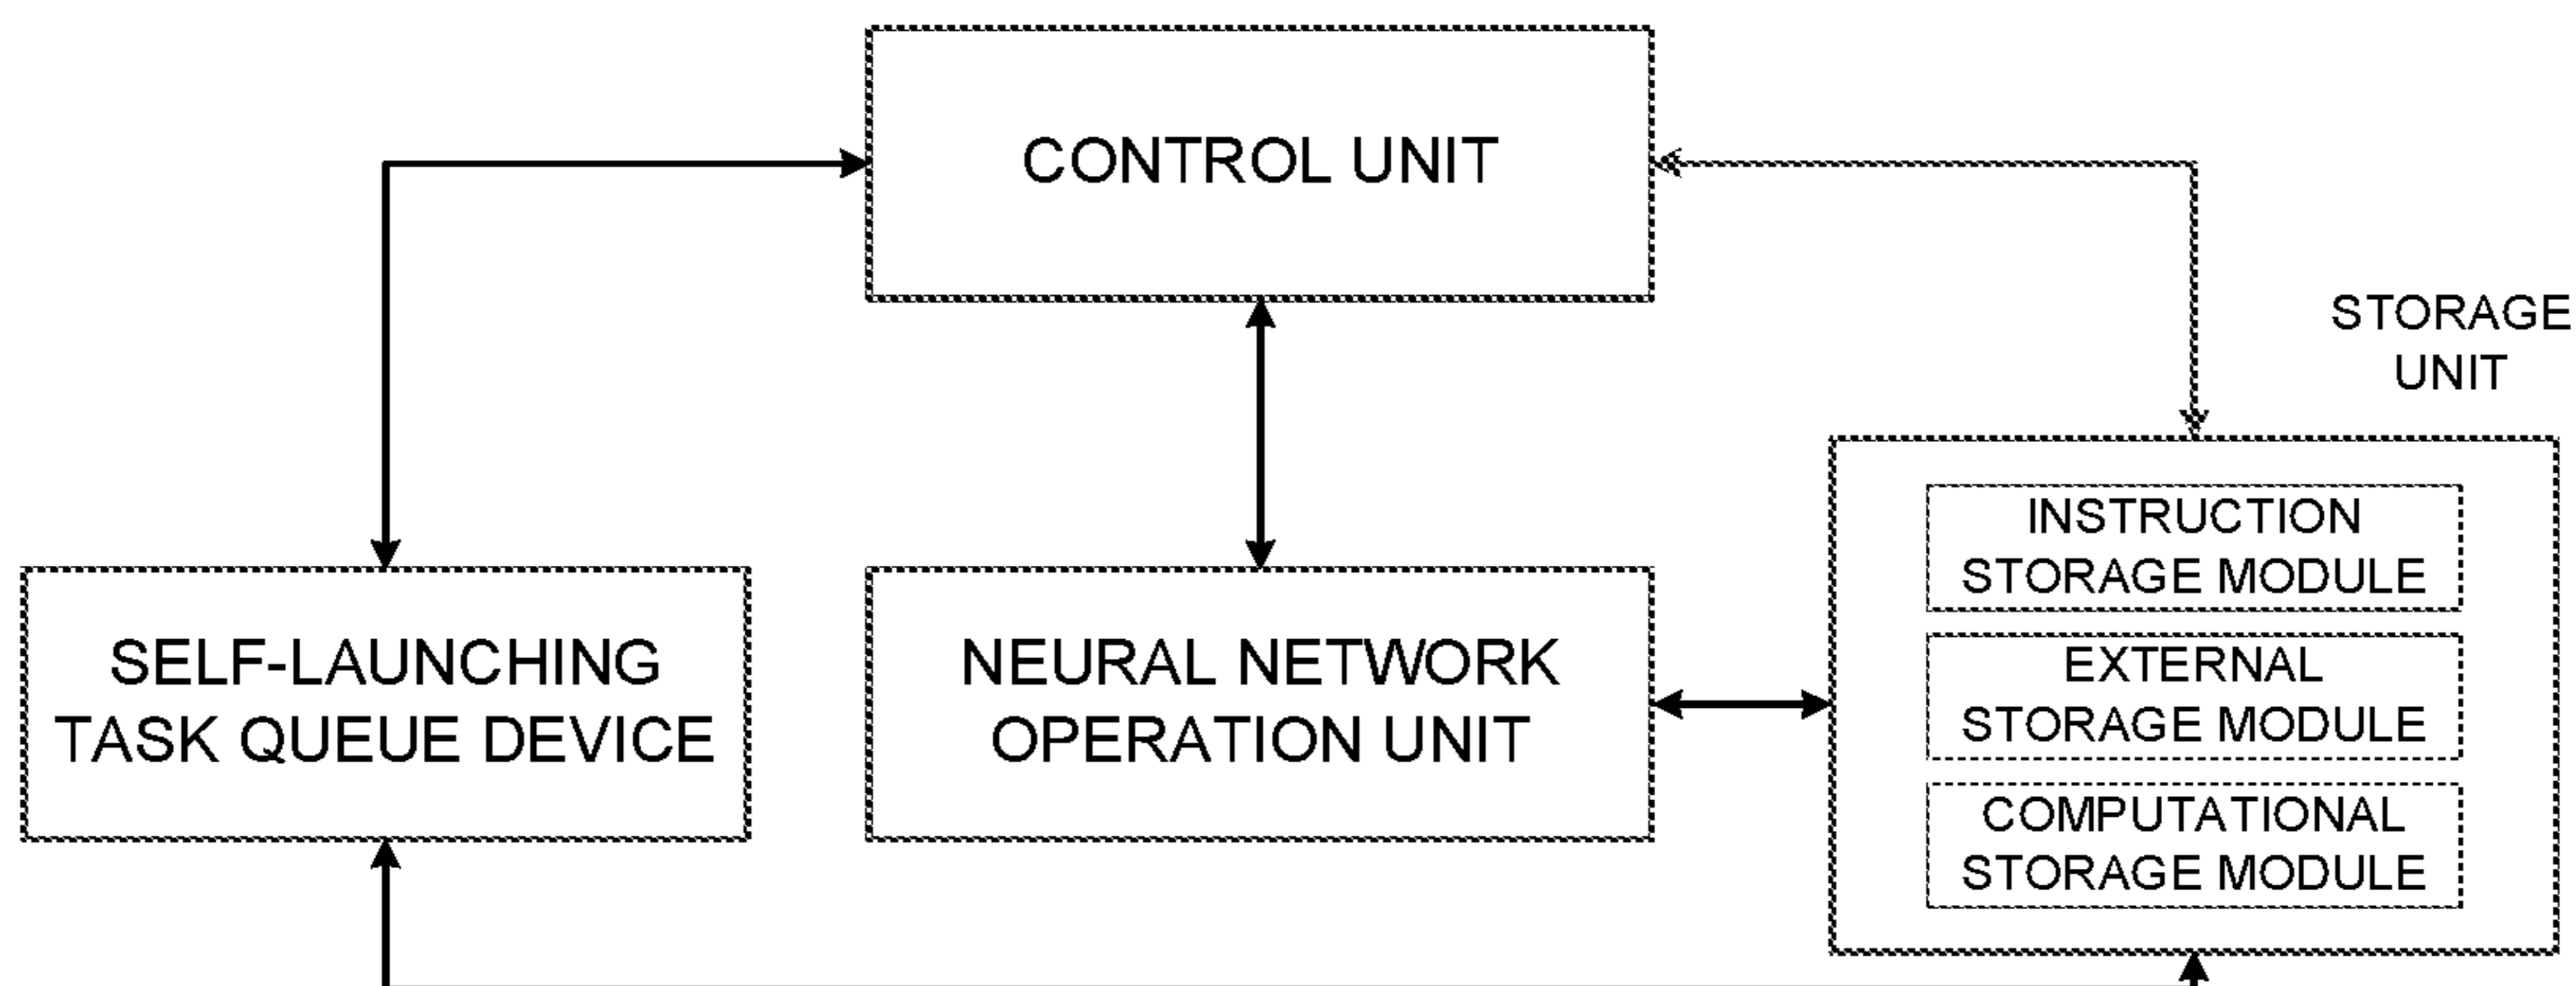 CONTROL UNIT
STORAGE
UNIT
SELF-LAUNCHING
TASK QUEUE DEVICE
NEURAL NETWORK
OPERATION UNIT
INSTRUCTION
STORAGE MODULE
EXTERNAL
STORAGE MODULE
COMPUTATIONAL
STORAGE MODULE